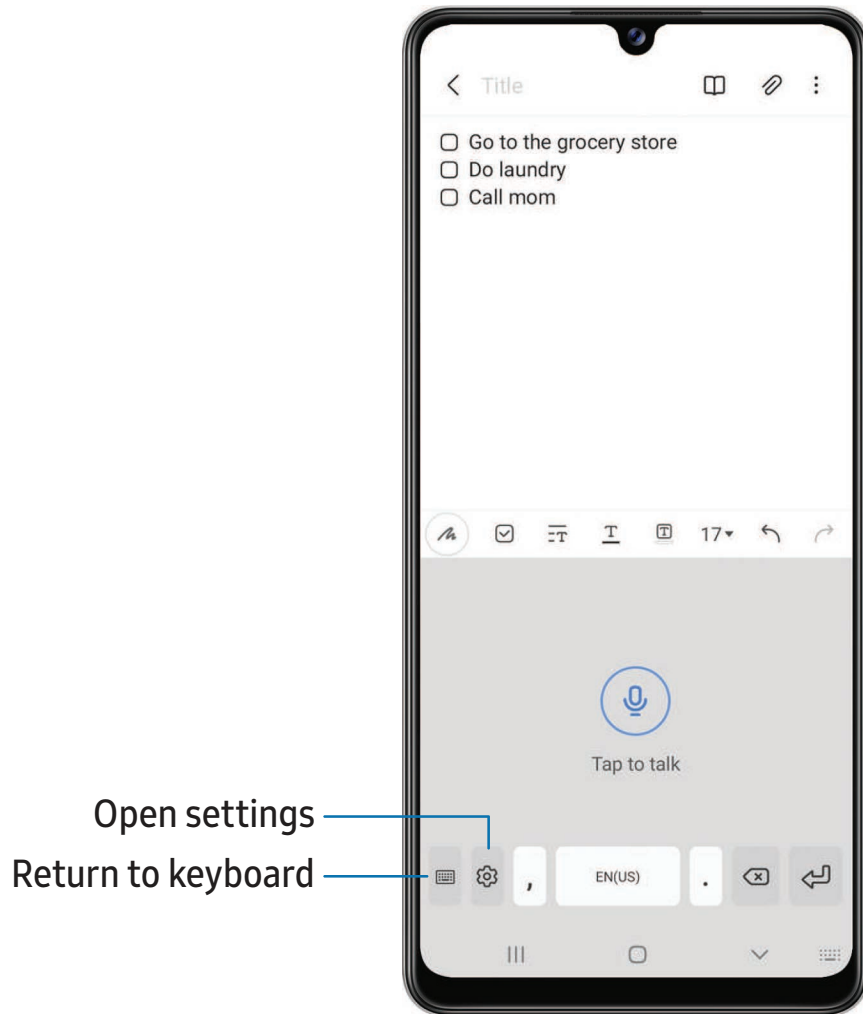 Title
Go to the grocery store
Do laundry
Call mom
17
Tap to talk
Open settings
Return to keyboard
, EN(US) .